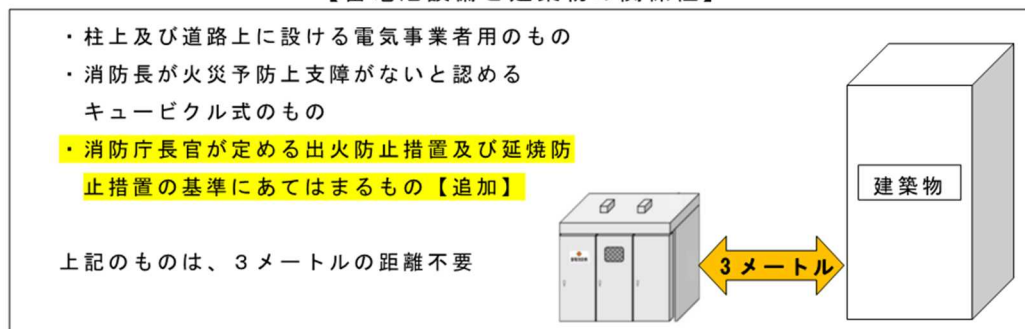 ・柱上及び道路上に設ける電気事業者用のもの
・消防長が火災予防上支障がないと認める
キュービクル式のもの
・消防庁長官が定める出火防止措置及び延焼防
止措置の基準にあてはまるもの【追加】
上記のものは、３メートルの距離不要
３メートル
建築物